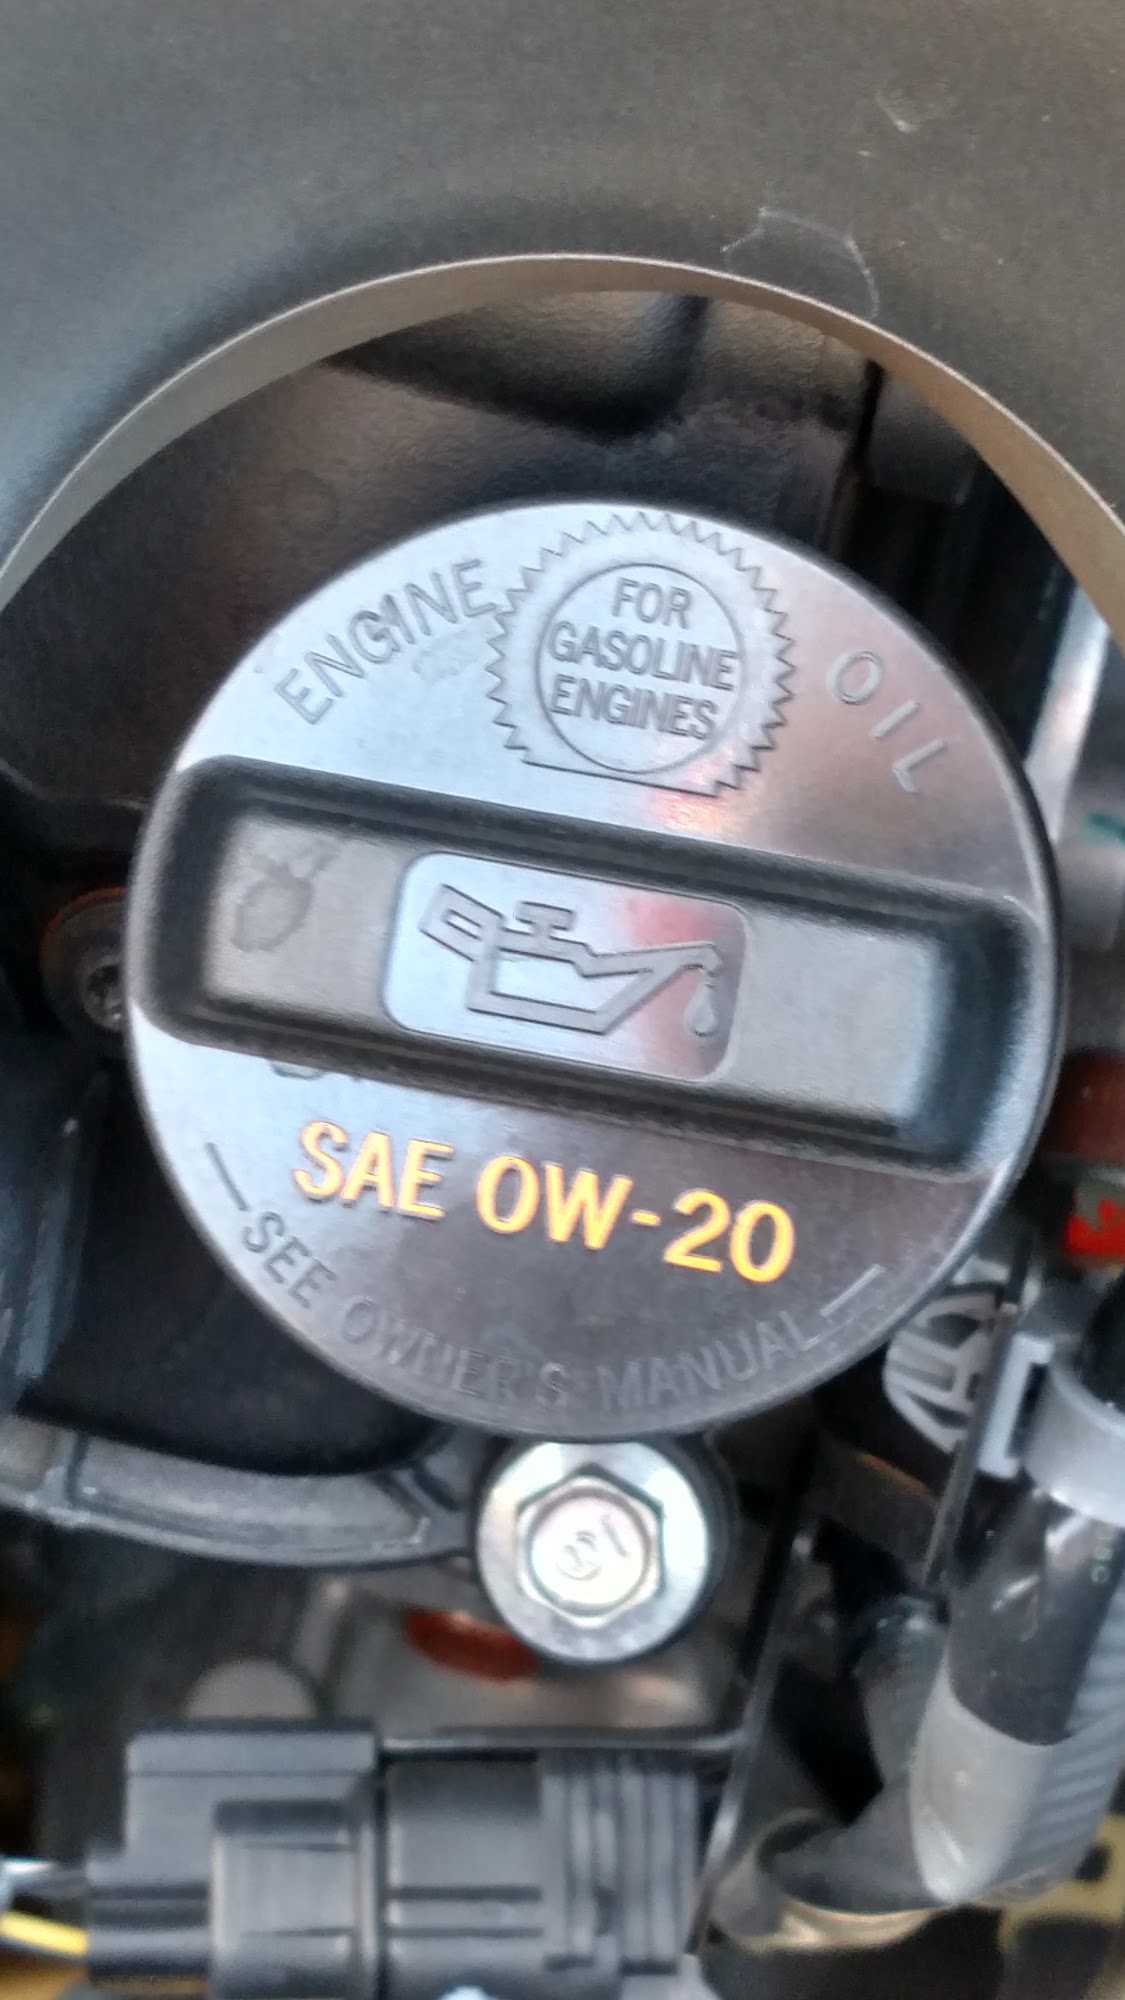 ENGINE OIL
FOR
GASOLINE
ENGINES
SAE 0W-20
SEE OWNER'S MANUAL